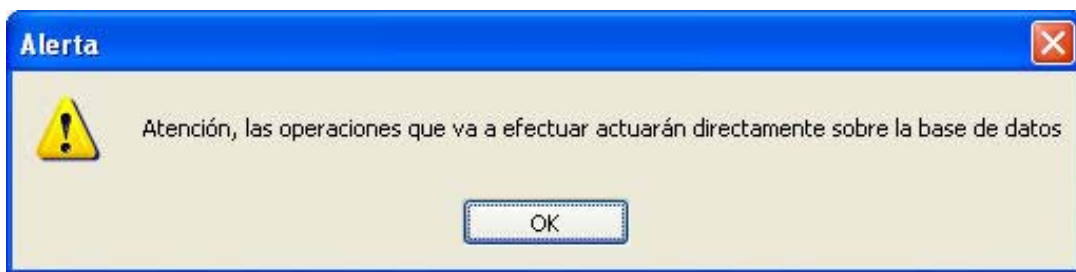 Alerta
Atención, las operaciones que va a efectuar actuarán directamente sobre la base de datos
OK